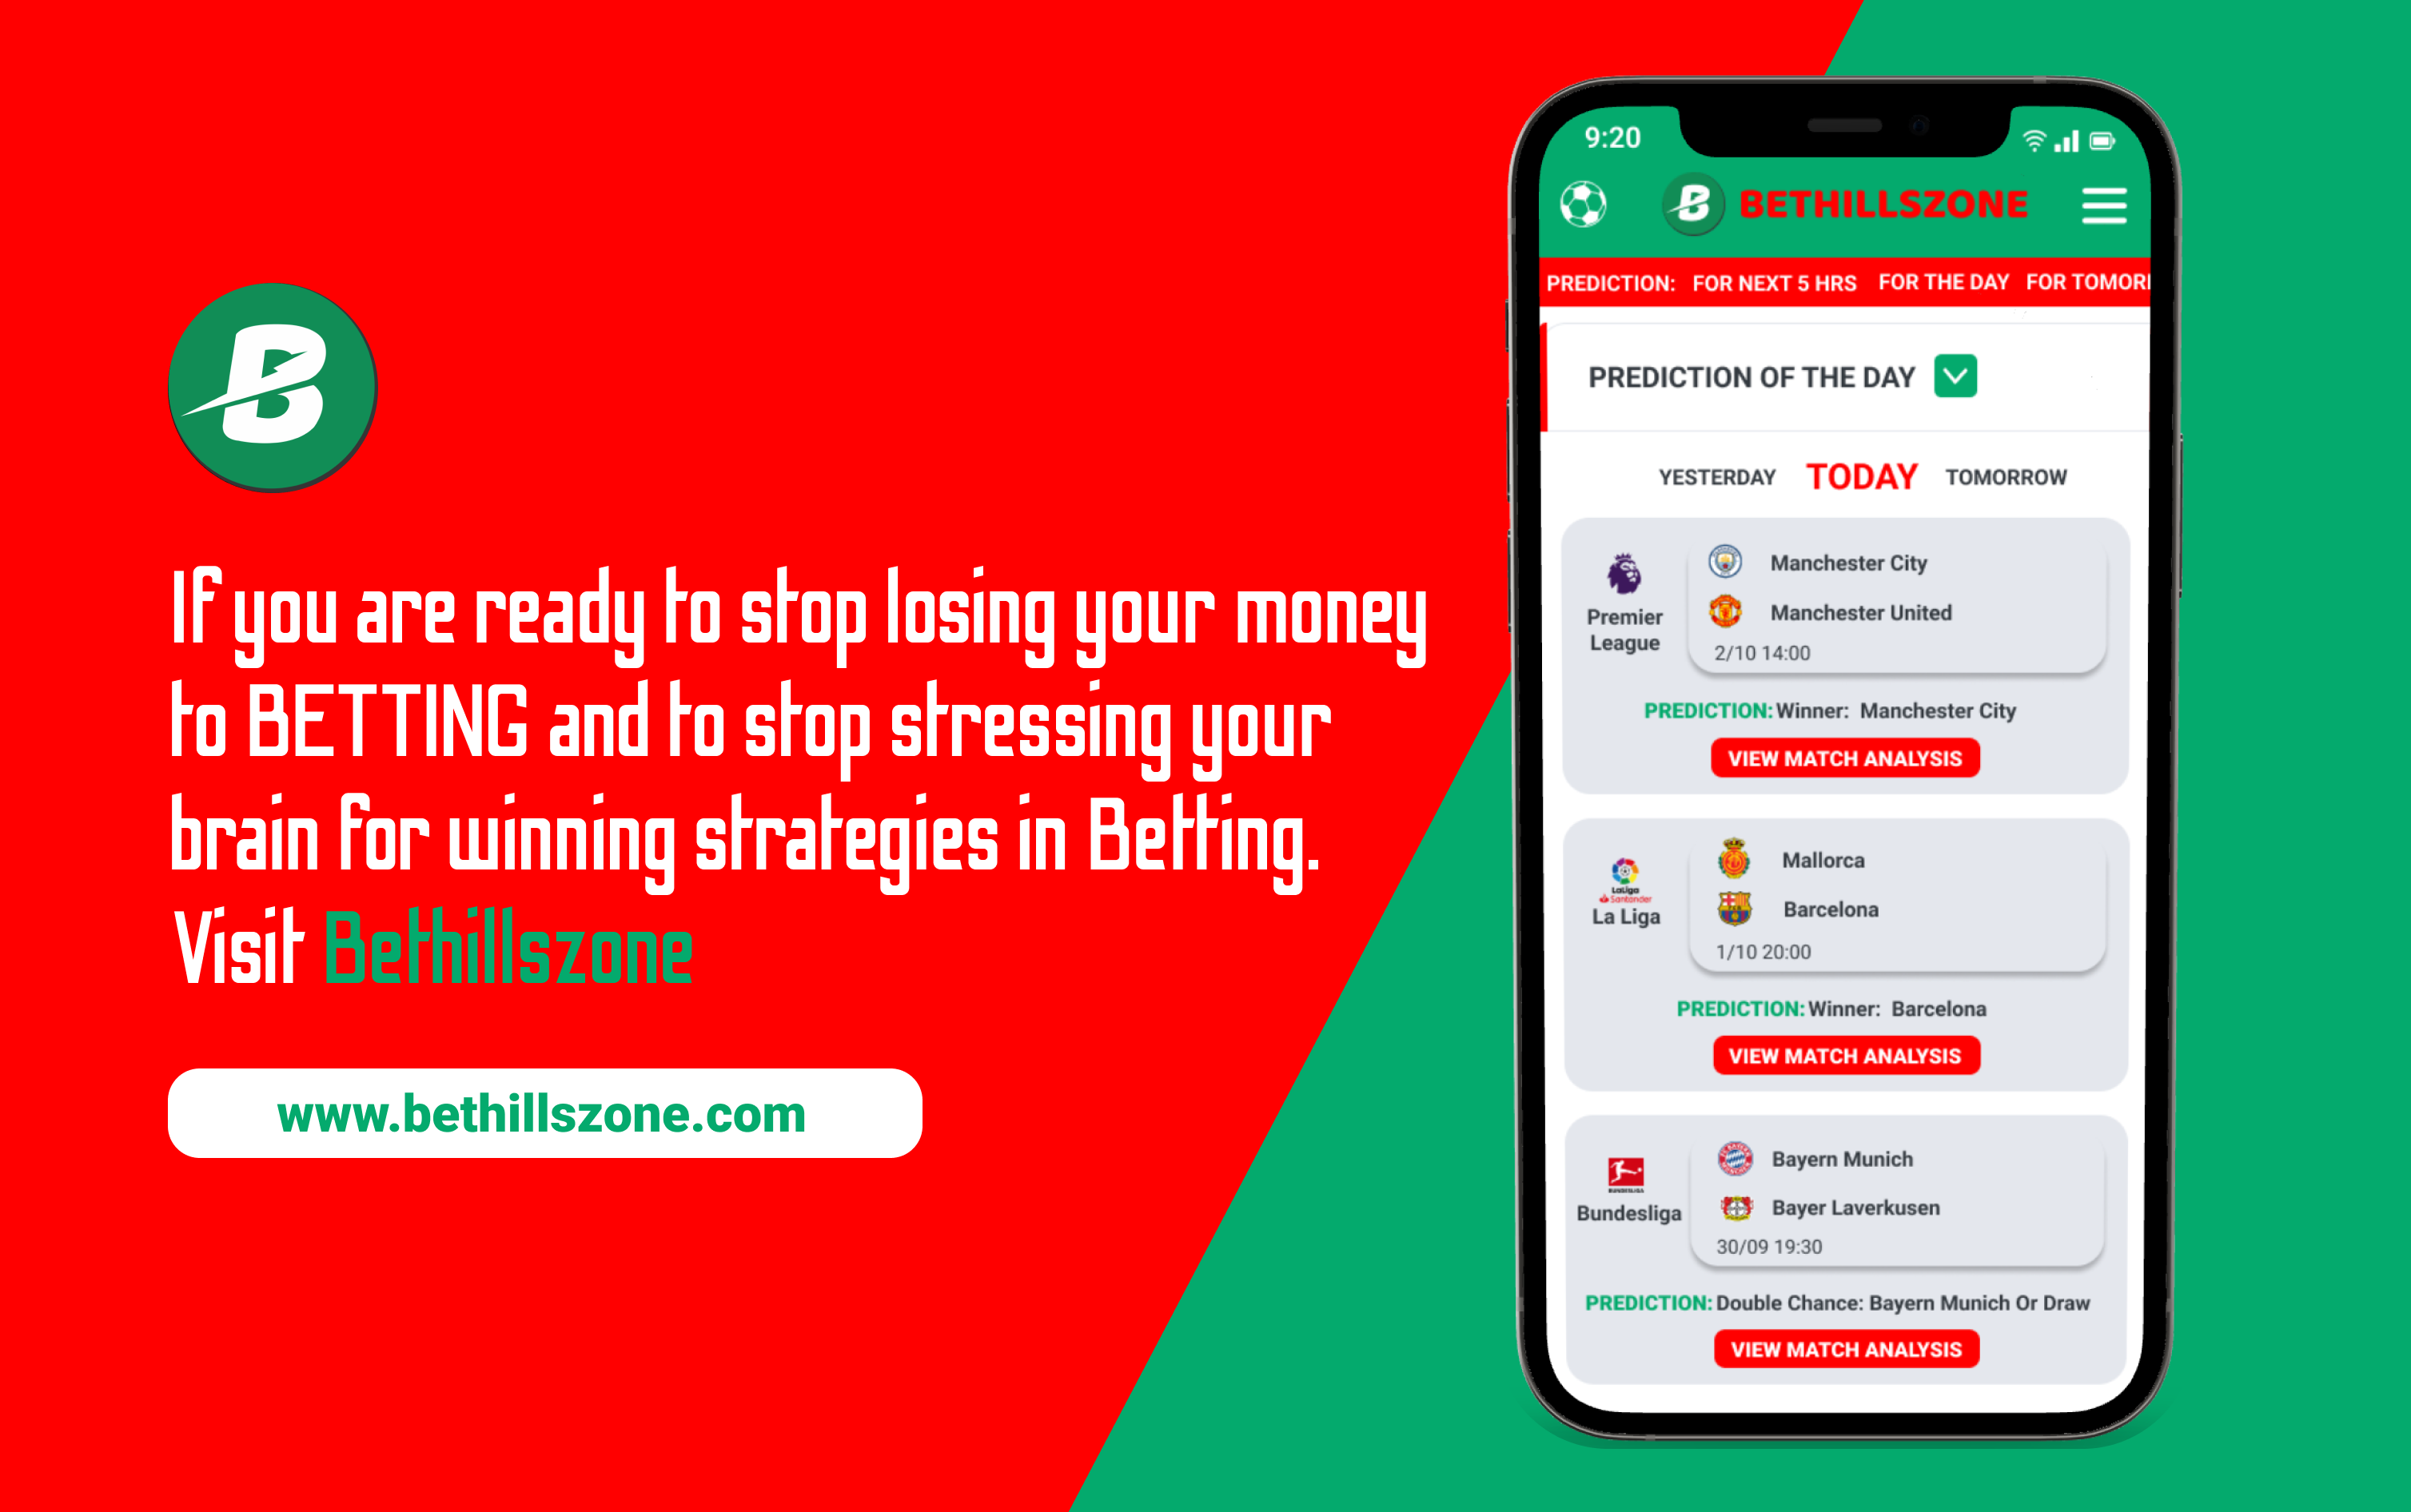 B
If you are ready to stop losing your money
to BETTING and to stop stressing your
brain for winning strategies in Betting.
Visit Bethillszone
www.bethillszone.com
9:20
B BETHILLSZONE
PREDICTION: FOR NEXT 5 HRS FOR THE DAY FOR TOMORI
PREDICTION OF THE DAY
YESTERDAY TODAY TOMORROW
Premier
League
Manchester City
Manchester United
2/10 14:00
PREDICTION: Winner: Manchester City
VIEW MATCH ANALYSIS
LaLiga
Santander
La Liga
Mallorca
Barcelona
1/10 20:00
PREDICTION: Winner: Barcelona
VIEW MATCH ANALYSIS
BUNDESLIGA
Bundesliga
Bayern Munich
Bayer Laverkusen
30/09 19:30
PREDICTION: Double Chance: Bayern Munich Or Draw
VIEW MATCH ANALYSIS